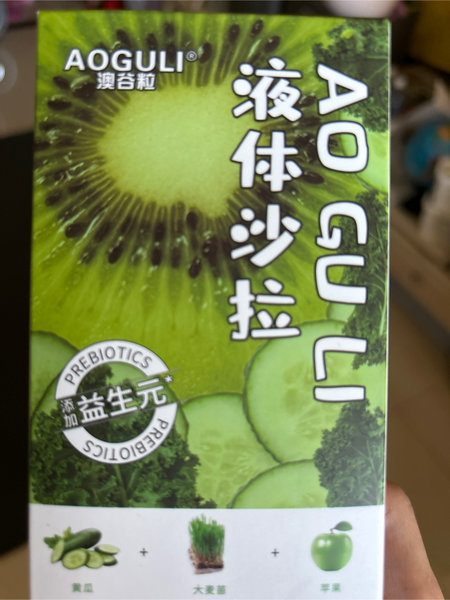 AOGULI®
澳谷粒
液体沙拉
AO GU LI
PREBIOTICS
添加
益生元*
PREBIOTICS
+
+
黄瓜
大麦苗
苹果